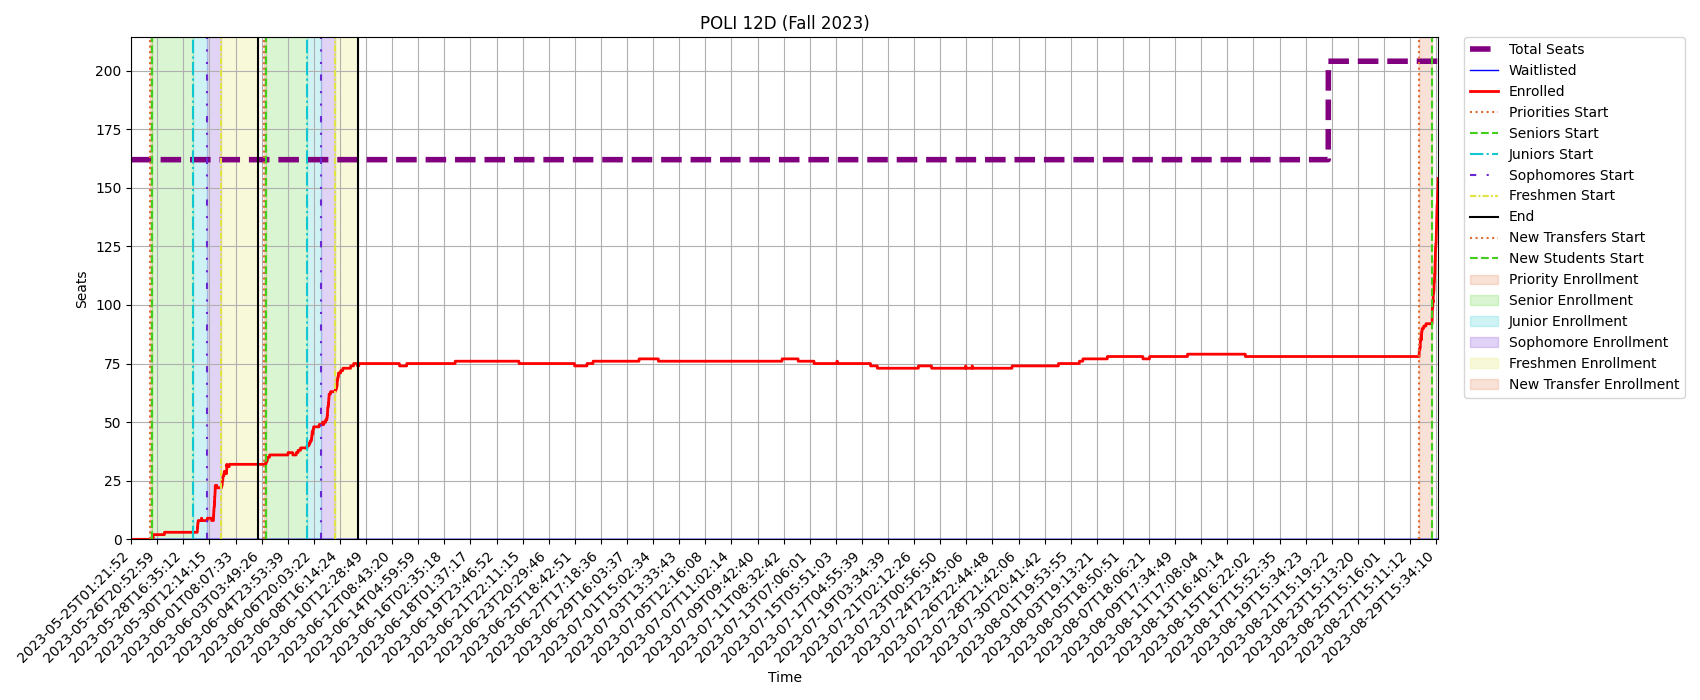 POLI 12D (Fall 2023)
200
175
150
125
100
75
50
25
0
Seats
2023-05-25T01:21:52
2023-05-26T20:52:59
2023-05-28T16:35:12
2023-05-30T12:14:15
2023-06-01T08:07:33
2023-06-03T03:49:26
2023-06-04T23:53:39
2023-06-06T20:03:22
2023-06-08T16:14:24
2023-06-10T12:28:49
2023-06-12T08:43:20
2023-06-14T04:59:59
2023-06-16T02:35:18
2023-06-18T01:37:17
2023-06-19T23:46:52
2023-06-21T22:11:15
2023-06-23T20:29:46
2023-06-25T18:42:51
2023-06-27T17:18:36
2023-06-29T16:03:37
2023-07-01T15:02:34
2023-07-03T13:33:43
2023-07-05T12:16:08
2023-07-07T11:02:14
2023-07-09T09:42:40
2023-07-11T08:32:42
2023-07-13T07:06:01
2023-07-15T05:51:03
2023-07-17T04:55:39
2023-07-19T03:34:39
2023-07-21T02:12:26
2023-07-23T00:56:50
2023-07-24T23:45:06
2023-07-26T22:44:48
2023-07-28T21:42:06
2023-07-30T20:41:42
2023-08-01T19:53:55
2023-08-03T19:13:21
2023-08-05T18:50:51
2023-08-07T18:06:21
2023-08-09T17:34:49
2023-08-11T17:08:04
2023-08-13T16:40:14
2023-08-15T16:22:02
2023-08-17T15:52:35
2023-08-19T15:34:23
2023-08-21T15:19:22
2023-08-23T15:13:20
2023-08-25T15:16:01
2023-08-27T15:11:12
2023-08-29T15:34:10
Time
Total Seats
Waitlisted
Enrolled
Priorities Start
Seniors Start
Juniors Start
Sophomores Start
Freshmen Start
End
New Transfers Start
New Students Start
Priority Enrollment
Senior Enrollment
Junior Enrollment
Sophomore Enrollment
Freshmen Enrollment
New Transfer Enrollment